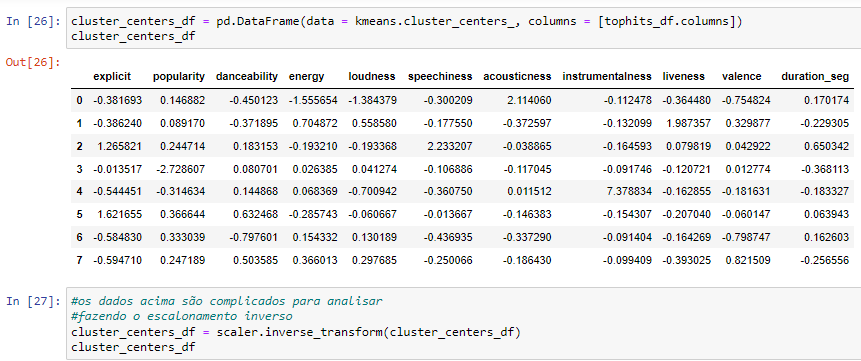 In [26]: cluster_centers_df = pd.DataFrame(data = kmeans.cluster_centers_, columns = [tophits_df.columns])
cluster_centers_df
Out[26]:
explicit popularity danceability energy loudness speechiness acousticness instrumentalness liveness valence duration_seg
0 -0.381693 0.146882 -0.450123 -1.555654 -1.384379 -0.300209 2.114060 -0.112478 -0.364480 -0.754824 0.170174
1 -0.386240 0.089170 -0.371895 0.704872 0.558580 -0.177550 -0.372597 -0.132099 1.987357 0.329877 -0.229305
2 1.265821 0.244714 0.183153 -0.193210 -0.193368 2.233207 -0.038865 -0.164593 0.079819 0.042922 0.650342
3 -0.013517 -2.728607 0.080701 0.026385 0.041274 -0.106886 -0.117045 -0.091746 -0.120721 0.012774 -0.368113
4 -0.544451 -0.314634 0.144868 0.068369 -0.700942 -0.360750 0.011512 7.378834 -0.162855 -0.181631 -0.183327
5 1.621655 0.366644 0.632468 -0.285743 -0.060667 -0.013667 -0.146383 -0.154307 -0.207040 -0.060147 0.063943
6 -0.584830 0.333039 -0.797601 0.154332 0.130189 -0.436935 -0.337290 -0.091404 -0.164269 -0.798747 0.162603
7 -0.594710 0.247189 0.503585 0.366013 0.297685 -0.250066 -0.186430 -0.099409 -0.393025 0.821509 -0.256556
In [27]: #os dados acima são complicados para analisar
#fazendo o escalonamento inverso
cluster_centers_df = scaler.inverse_transform(cluster_centers_df)
cluster_centers_df